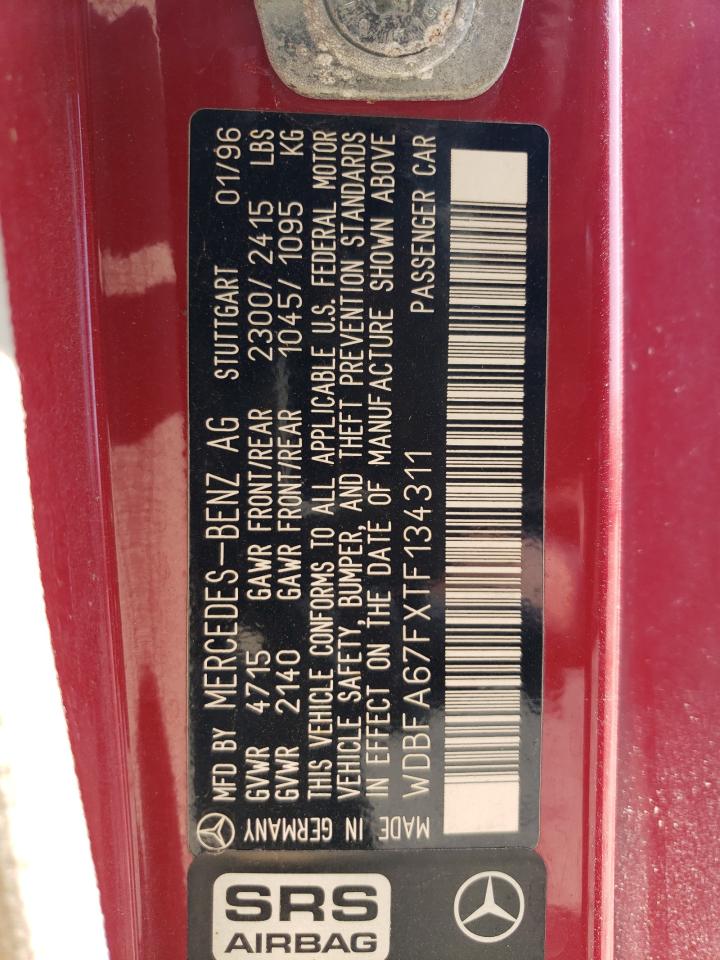 MFD BY MERCEDES-BENZ AG STUTTGART 01/96
GVWR 4715 GAWR FRONT/REAR 2300/2415 LBS
GVWR 2140 GAWR FRONT/REAR 1045/1095 KG
THIS VEHICLE CONFORMS TO ALL APPLICABLE U.S. FEDERAL MOTOR
VEHICLE SAFETY, BUMPER, AND THEFT PREVENTION STANDARDS
IN EFFECT ON THE DATE OF MANUFACTURE SHOWN ABOVE
WDBFA67FXTF134311 PASSENGER CAR
MADE IN GERMANY
SRS
AIRBAG